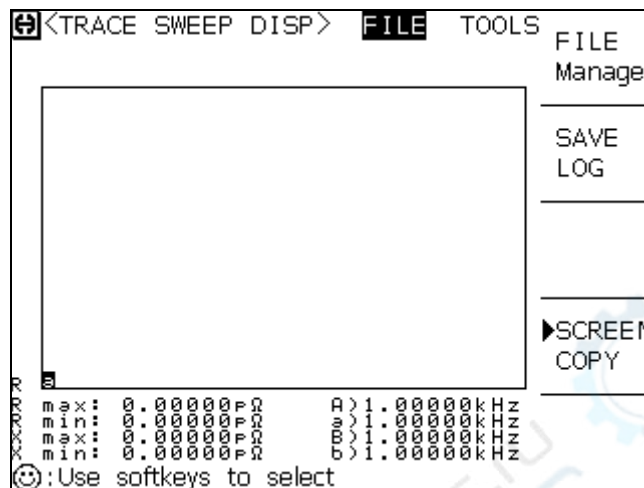 <TRACE SWEEP DISP> FILE TOOLS
FILE
Manage
SAVE
LOG
SCREEN
COPY
a
R
R max: 0.00000pΩ A)1.00000kHz
R min: 0.00000pΩ a)1.00000kHz
X max: 0.00000pΩ B)1.00000kHz
X min: 0.00000pΩ b)1.00000kHz
:Use softkeys to select